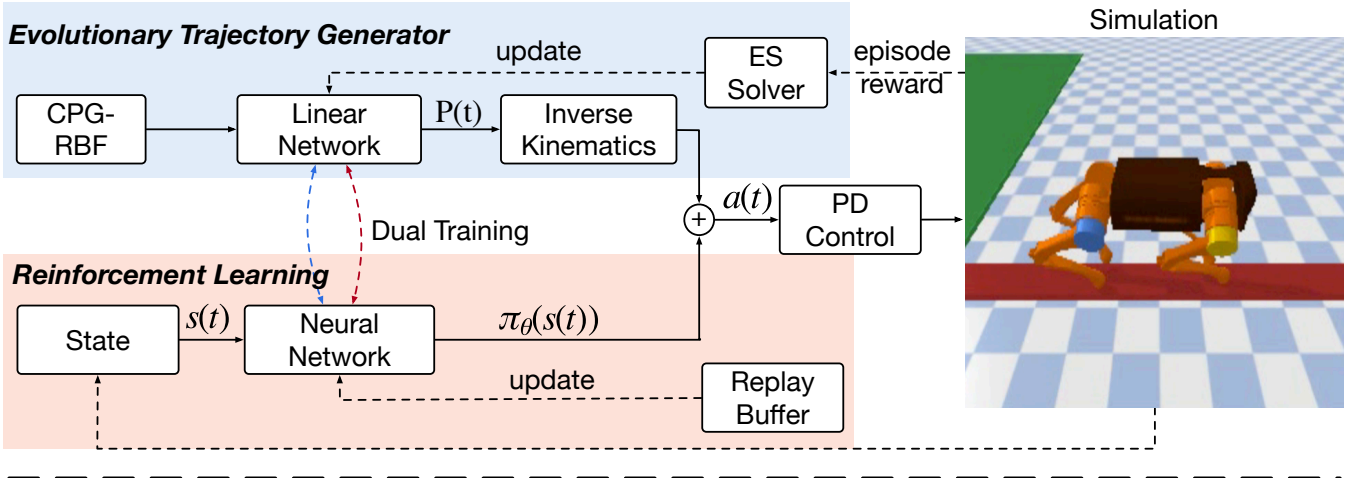 Simulation
Evolutionary Trajectory Generator
update
ES
Solver
episode
reward
CPG-
RBF
Linear
Network
P(t)
Inverse
Kinematics
Dual Training
+
a(t)
PD
Control
Reinforcement Learning
State
s(t)
Neural
Network
π_θ(s(t))
update
Replay
Buffer